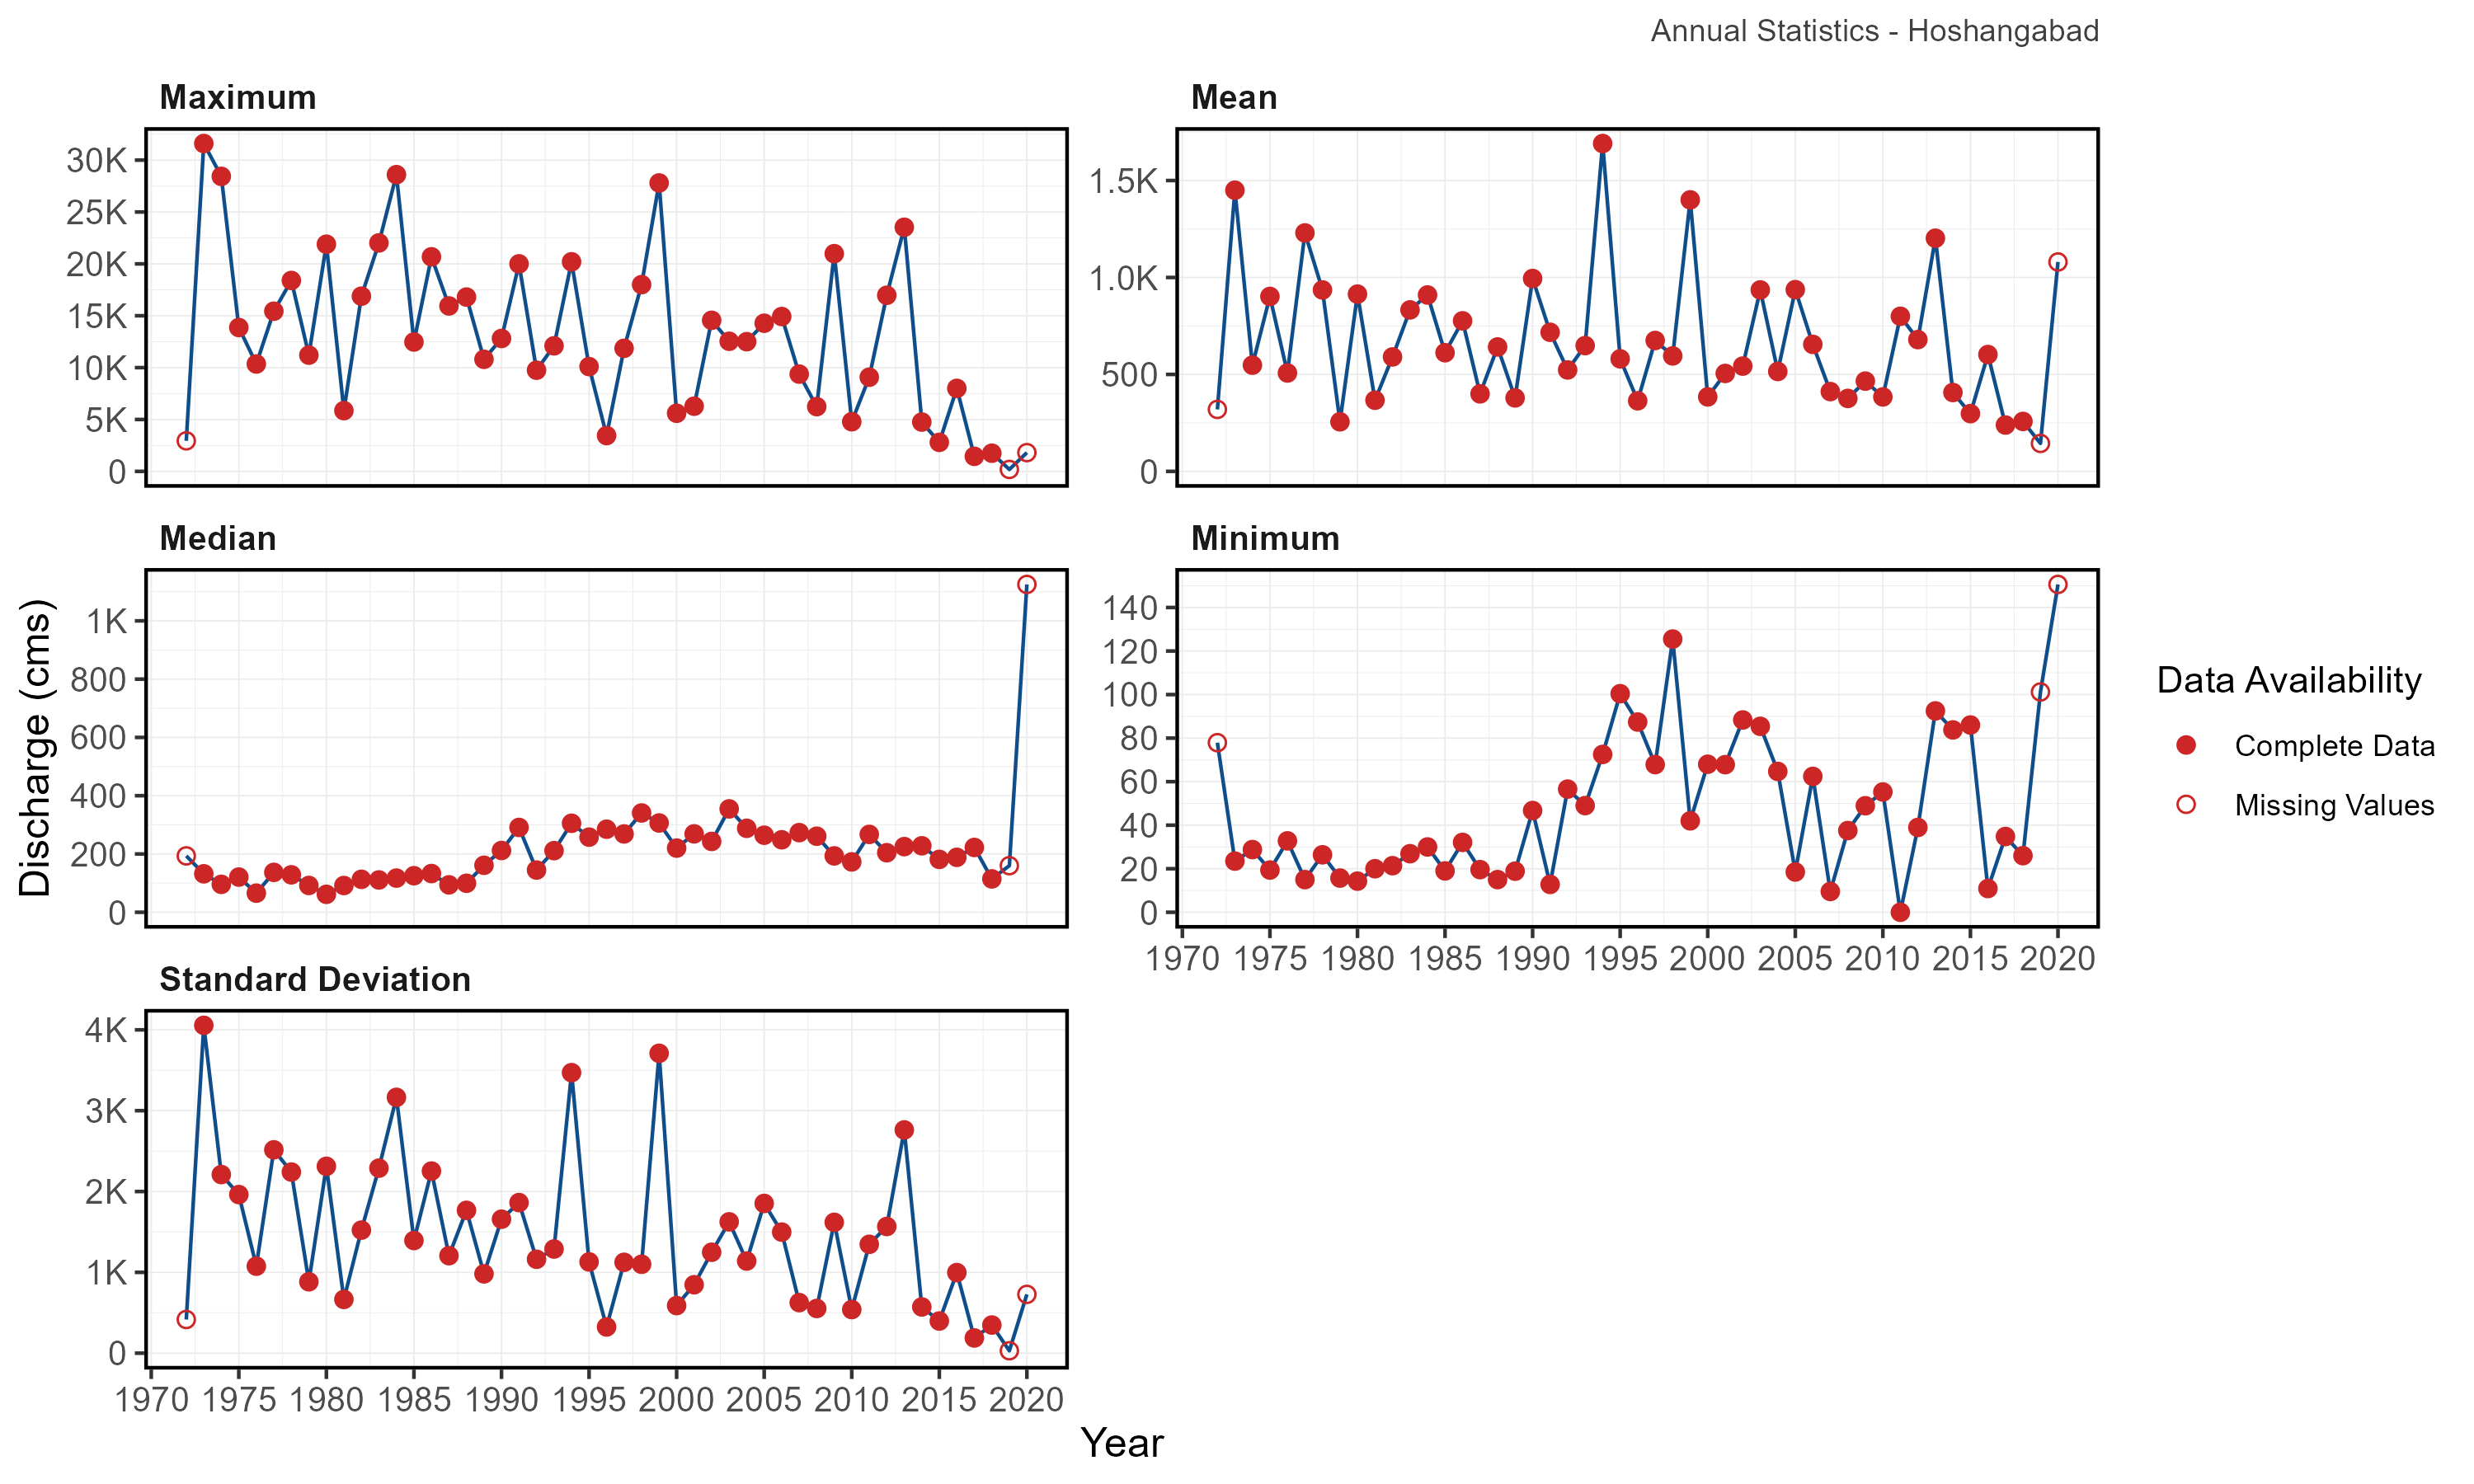 Annual Statistics - Hoshangabad
Maximum
30K
25K
20K
15K
10K
5K
0
Mean
1.5K
1.0K
500
0
Discharge (cms)
Median
1K
800
600
400
200
0
Minimum
140
120
100
80
60
40
20
0
1970 1975 1980 1985 1990 1995 2000 2005 2010 2015 2020
Standard Deviation
4K
3K
2K
1K
0
1970 1975 1980 1985 1990 1995 2000 2005 2010 2015 2020
Year
Data Availability
Complete Data
Missing Values